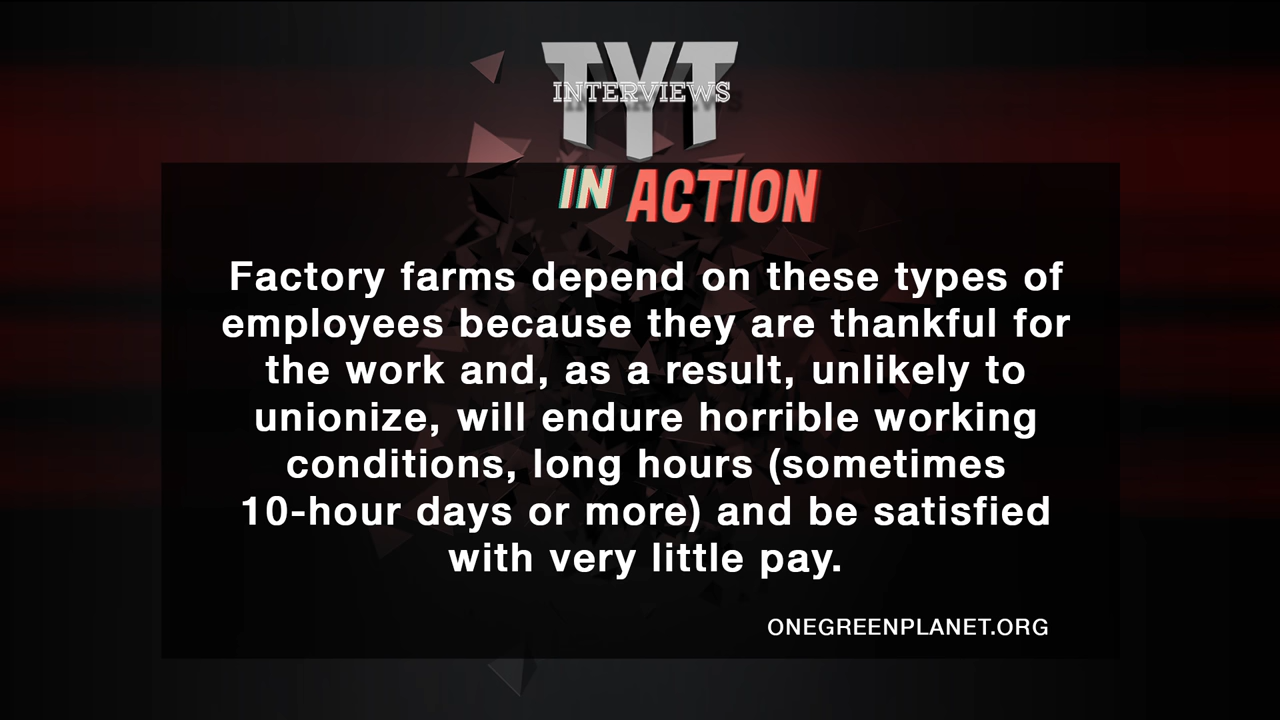 TYT
INTERVIEWS
IN ACTION
Factory farms depend on these types of
employees because they are thankful for
the work and, as a result, unlikely to
unionize, will endure horrible working
conditions, long hours (sometimes
10-hour days or more) and be satisfied
with very little pay.
ONEGREENPLANET.ORG